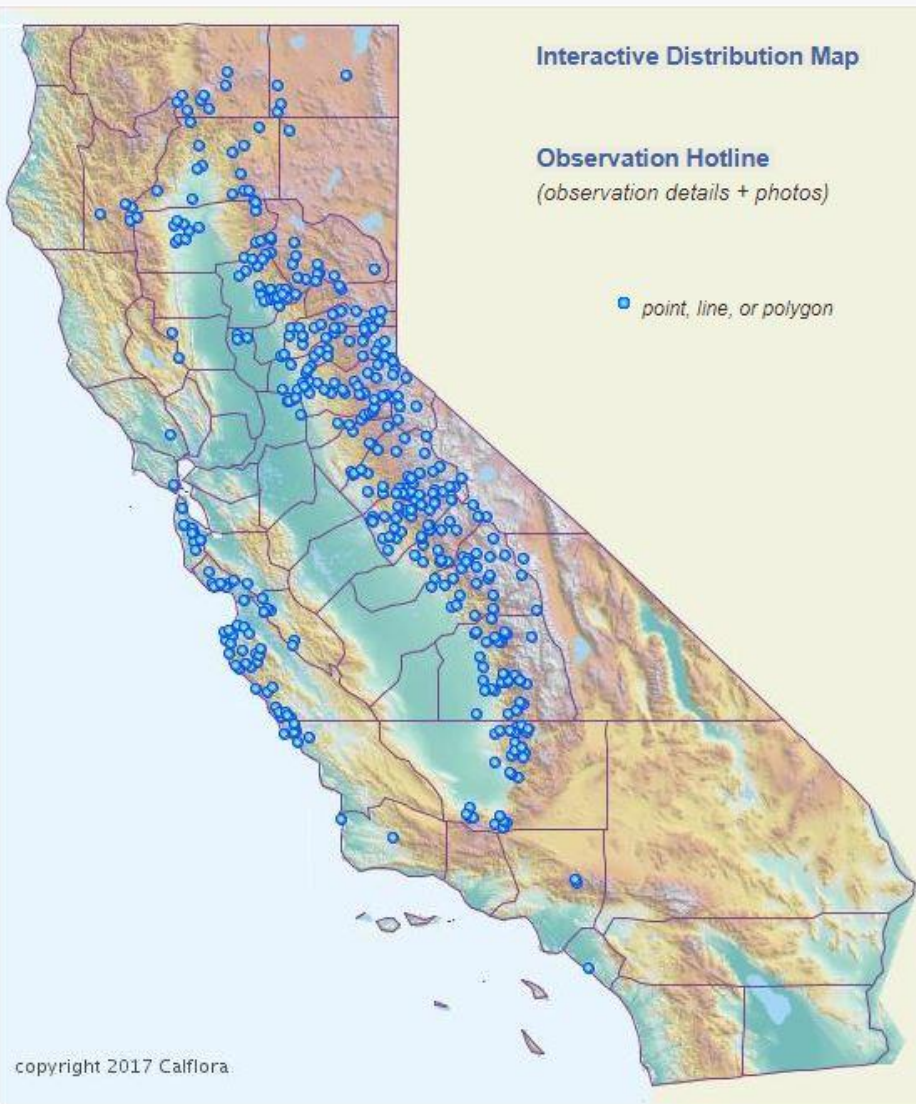 Interactive Distribution Map
Observation Hotline
(observation details + photos)
point, line, or polygon
copyright 2017 Calflora